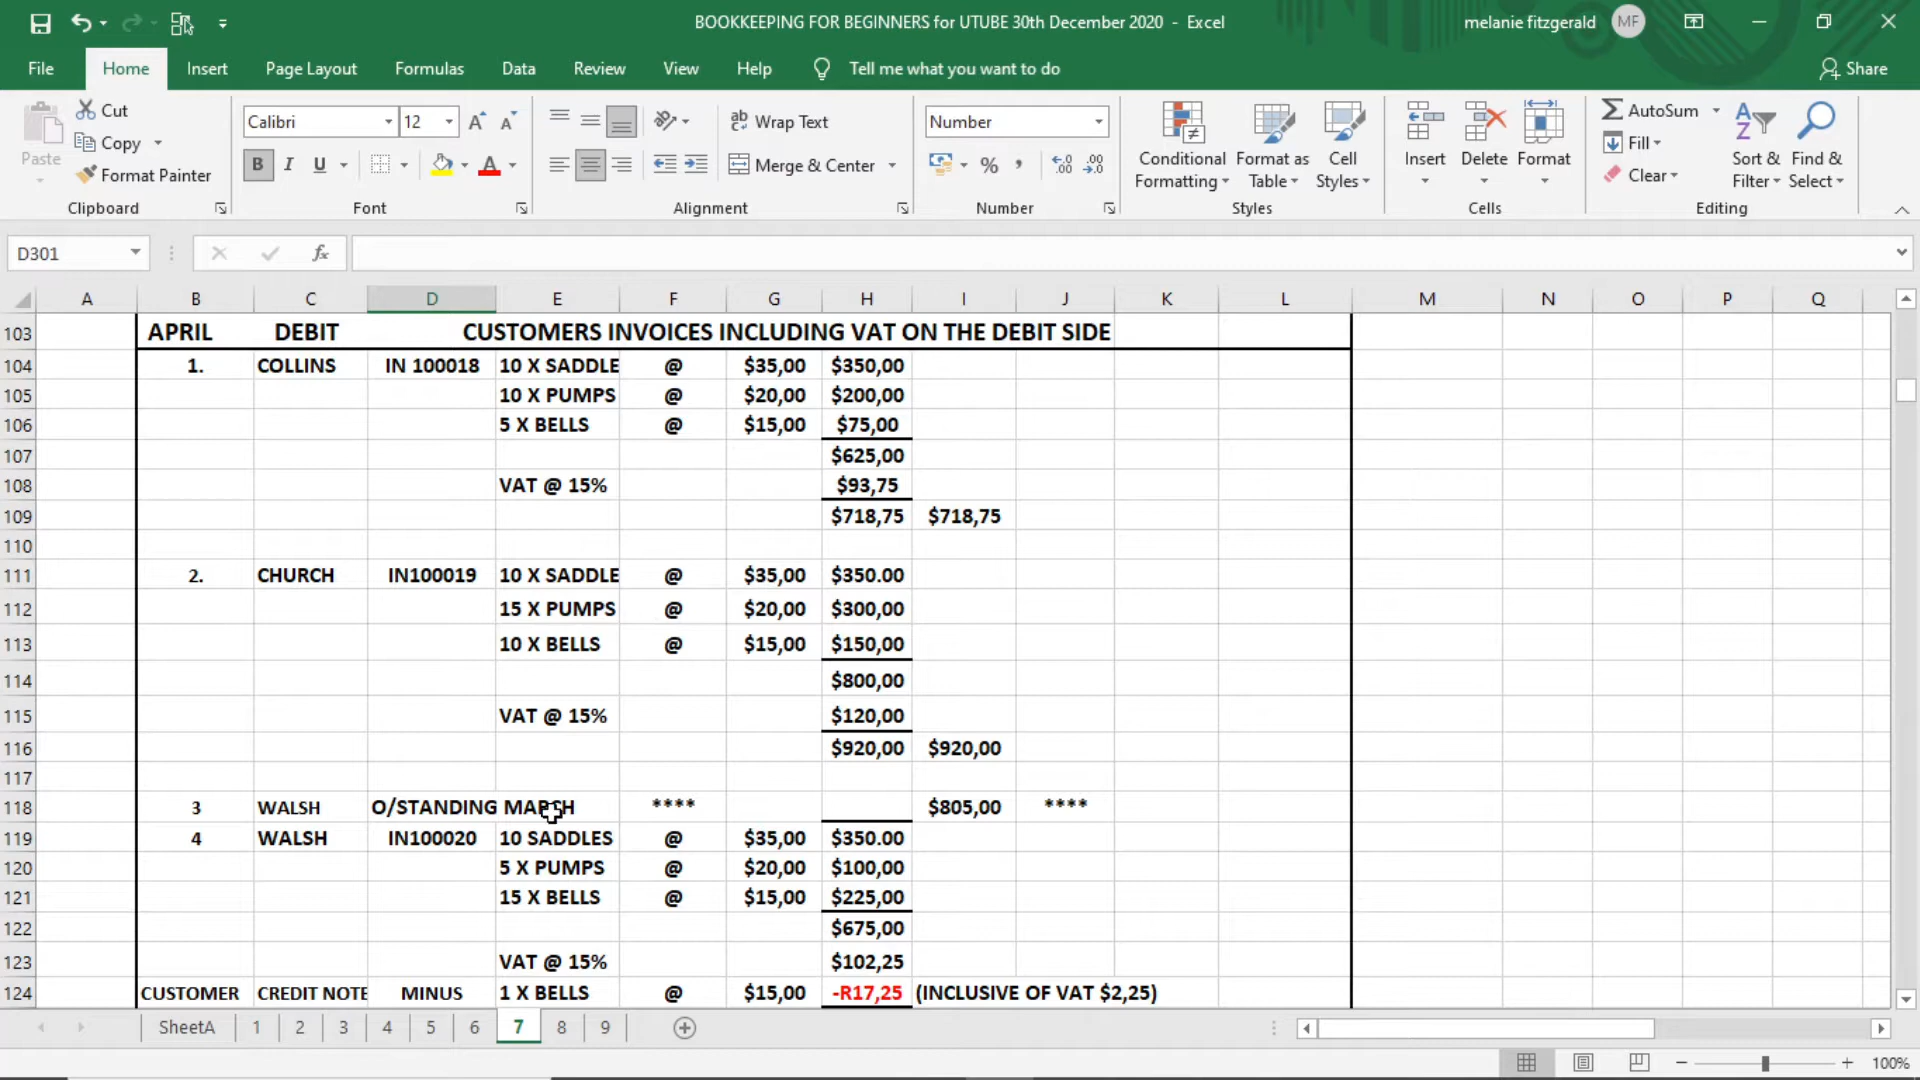 BOOKKEEPING FOR BEGINNERS for UTUBE 30th December 2020 - Excel
melanie fitzgerald MF
File Home Insert Page Layout Formulas Data Review View Help Tell me what you want to do Share
Paste Cut Copy Format Painter Clipboard
Calibri 12 A A B I U A Font
ab Wrap Text Merge & Center Alignment
Number % , Number
Conditional Formatting Format as Table Cell Styles Styles
Insert Delete Format Cells
AutoSum Fill Clear Sort & Filter Find & Select Editing
D301 fx
A B C D E F G H I J K L M N O P Q
103 APRIL DEBIT CUSTOMERS INVOICES INCLUDING VAT ON THE DEBIT SIDE
104 1. COLLINS IN 100018 10 X SADDLE @ $35,00 $350,00
105 10 X PUMPS @ $20,00 $200,00
106 5 X BELLS @ $15,00 $75,00
107 $625,00
108 VAT @ 15% $93,75
109 $718,75 $718,75
110
111 2. CHURCH IN100019 10 X SADDLE @ $35,00 $350.00
112 15 X PUMPS @ $20,00 $300,00
113 10 X BELLS @ $15,00 $150,00
114 $800,00
115 VAT @ 15% $120,00
116 $920,00 $920,00
117
118 3 WALSH O/STANDING MARCH **** $805,00 ****
119 4 WALSH IN100020 10 SADDLES @ $35,00 $350.00
120 5 X PUMPS @ $20,00 $100,00
121 15 X BELLS @ $15,00 $225,00
122 $675,00
123 VAT @ 15% $102,25
124 CUSTOMER CREDIT NOTE MINUS 1 X BELLS @ $15,00 -R17,25 (INCLUSIVE OF VAT $2,25)
SheetA 1 2 3 4 5 6 7 8 9
100%